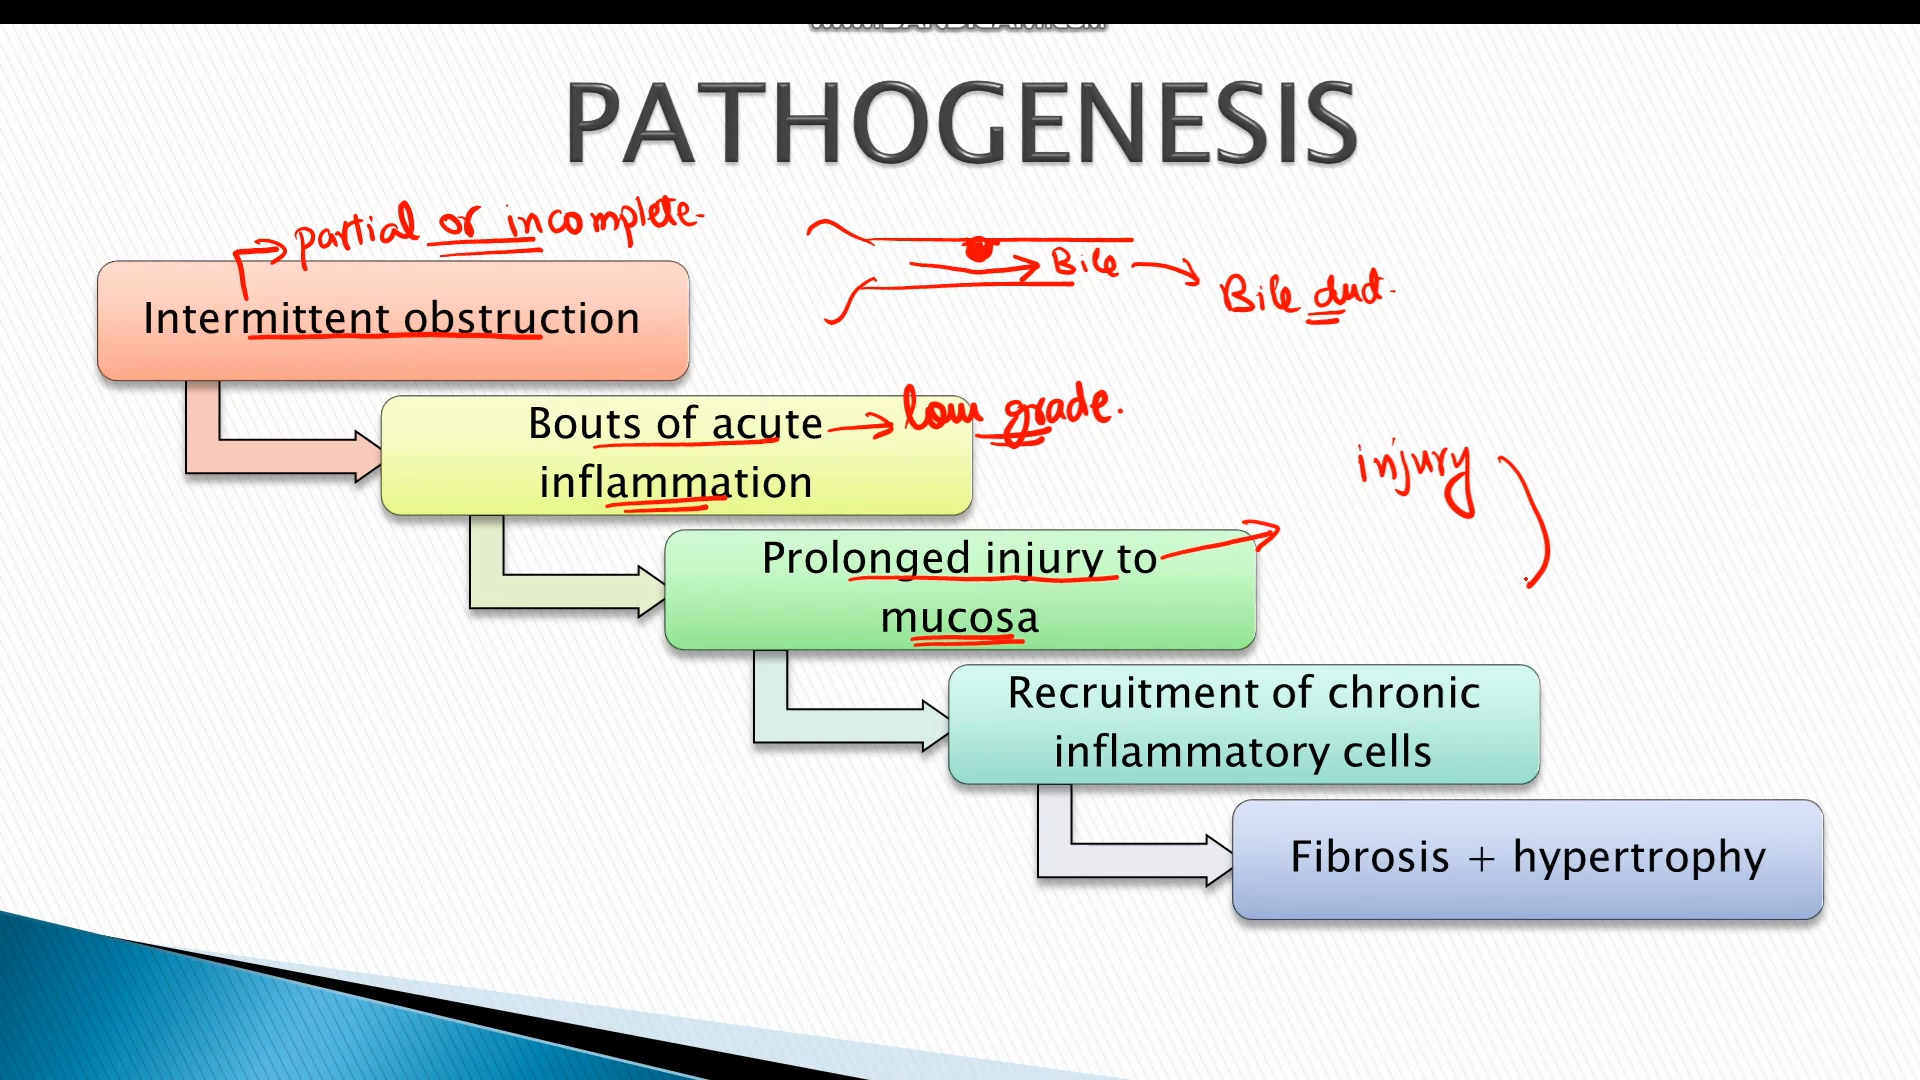 PATHOGENESIS
partial or incomplete.
Bile
Bile duct.
Intermittent obstruction
Bouts of acute
inflammation
low grade.
injury
Prolonged injury to
mucosa
Recruitment of chronic
inflammatory cells
Fibrosis + hypertrophy